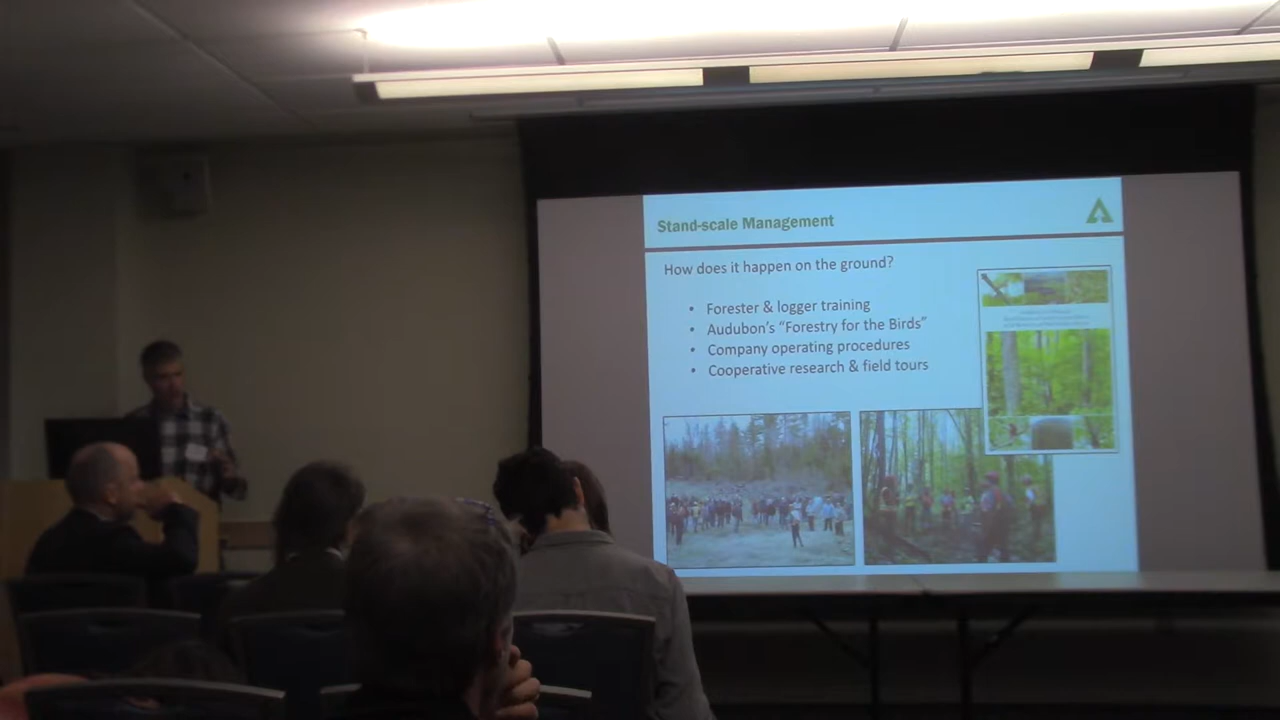 Stand-scale Management
How does it happen on the ground?
• Forester & logger training
• Audubon's "Forestry for the Birds"
• Company operating procedures
• Cooperative research & field tours